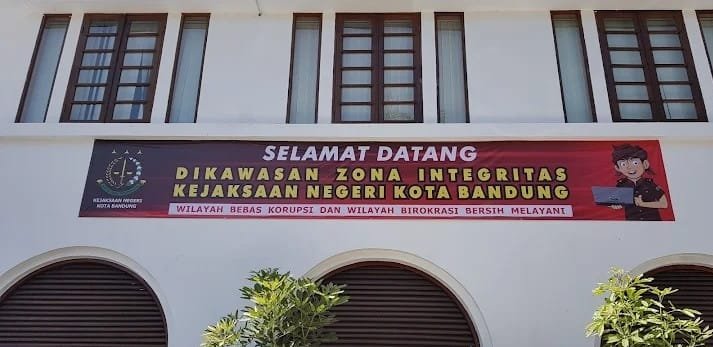 SELAMAT DATANG
DIKAWASAN ZONA INTEGRITAS
KEJAKSAAN NEGERI KOTA BANDUNG
WILAYAH BEBAS KORUPSI DAN WILAYAH BIROKRASI BERSIH MELAYANI
KEJAKSAAN NEGERI
KOTA BANDUNG